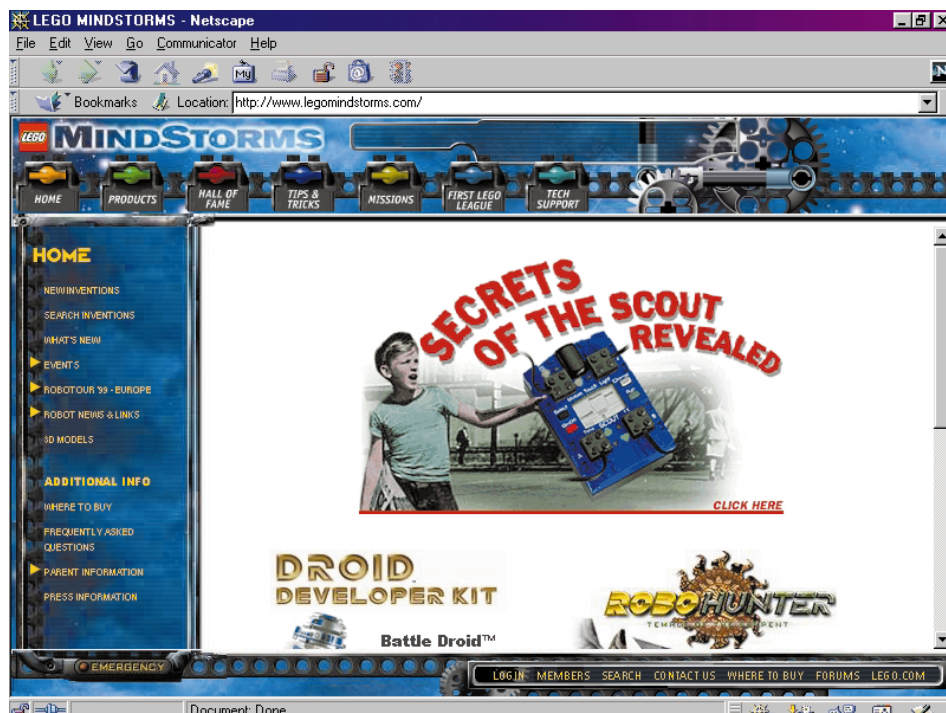 LEGO MINDSTORMS - Netscape
File Edit View Go Communicator Help
My
Bookmarks Location: http://www.legomindstorms.com/
N
LEGO MINDSTORMS
HOME
PRODUCTS
HALL OF
FAME
TIPS &
TRICKS
MISSIONS
FIRST LEGO
LEAGUE
TECH
SUPPORT
HOME
NEW INVENTIONS
SEARCH INVENTIONS
WHAT'S NEW
EVENTS
ROBOTOUR '99 - EUROPE
ROBOT NEWS & LINKS
3D MODELS
ADDITIONAL INFO
WHERE TO BUY
FREQUENTLY ASKED
QUESTIONS
PARENT INFORMATION
PRESS INFORMATION
SECRETS
OF THE SCOUT
REVEALED
SCOUT
CLICK HERE
DROID
DEVELOPER KIT
Battle Droid™
ROBOHUNTER
EMERGENCY
LOGIN MEMBERS SEARCH CONTACT US WHERE TO BUY FORUMS LEGO.COM
Document: Done